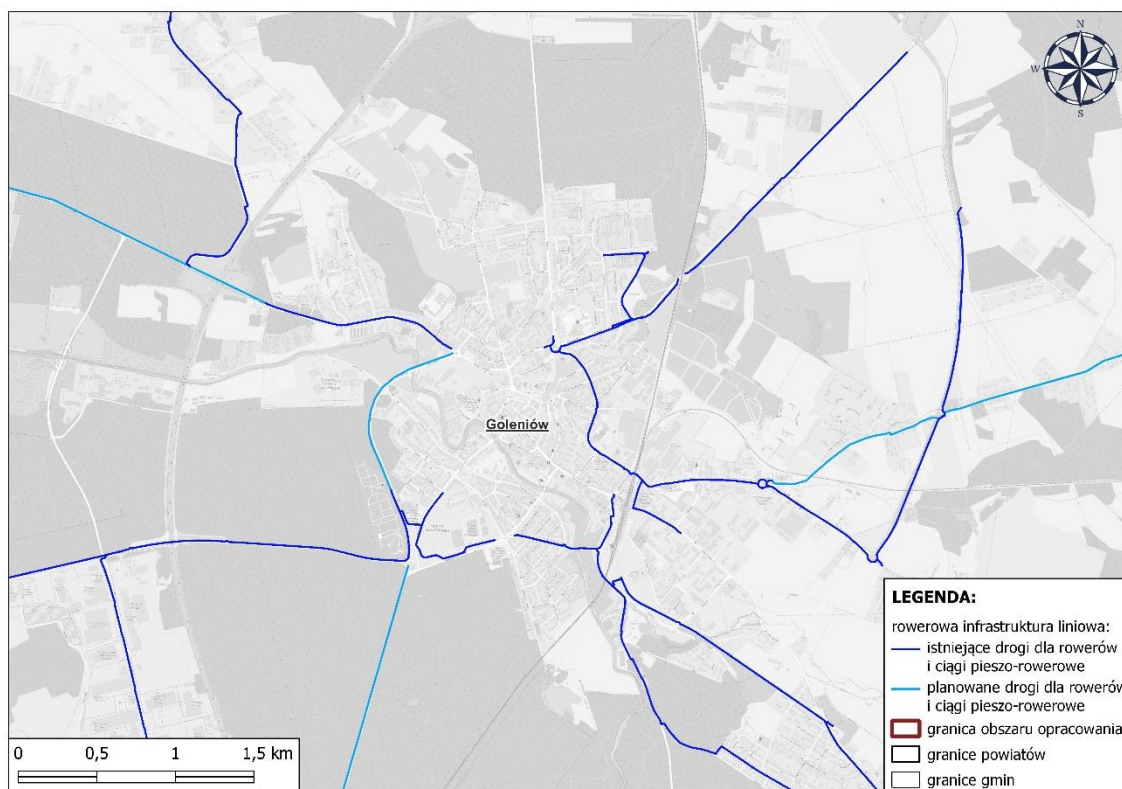 N
W
S
Goleniów
LEGENDA:
rowerowa infrastruktura liniowa:
istniejące drogi dla rowerów
i ciągi pieszo-rowerowe
planowane drogi dla rowerów
i ciągi pieszo-rowerowe
granica obszaru opracowania
granice powiatów
granice gmin
0 0,5 1 1,5 km